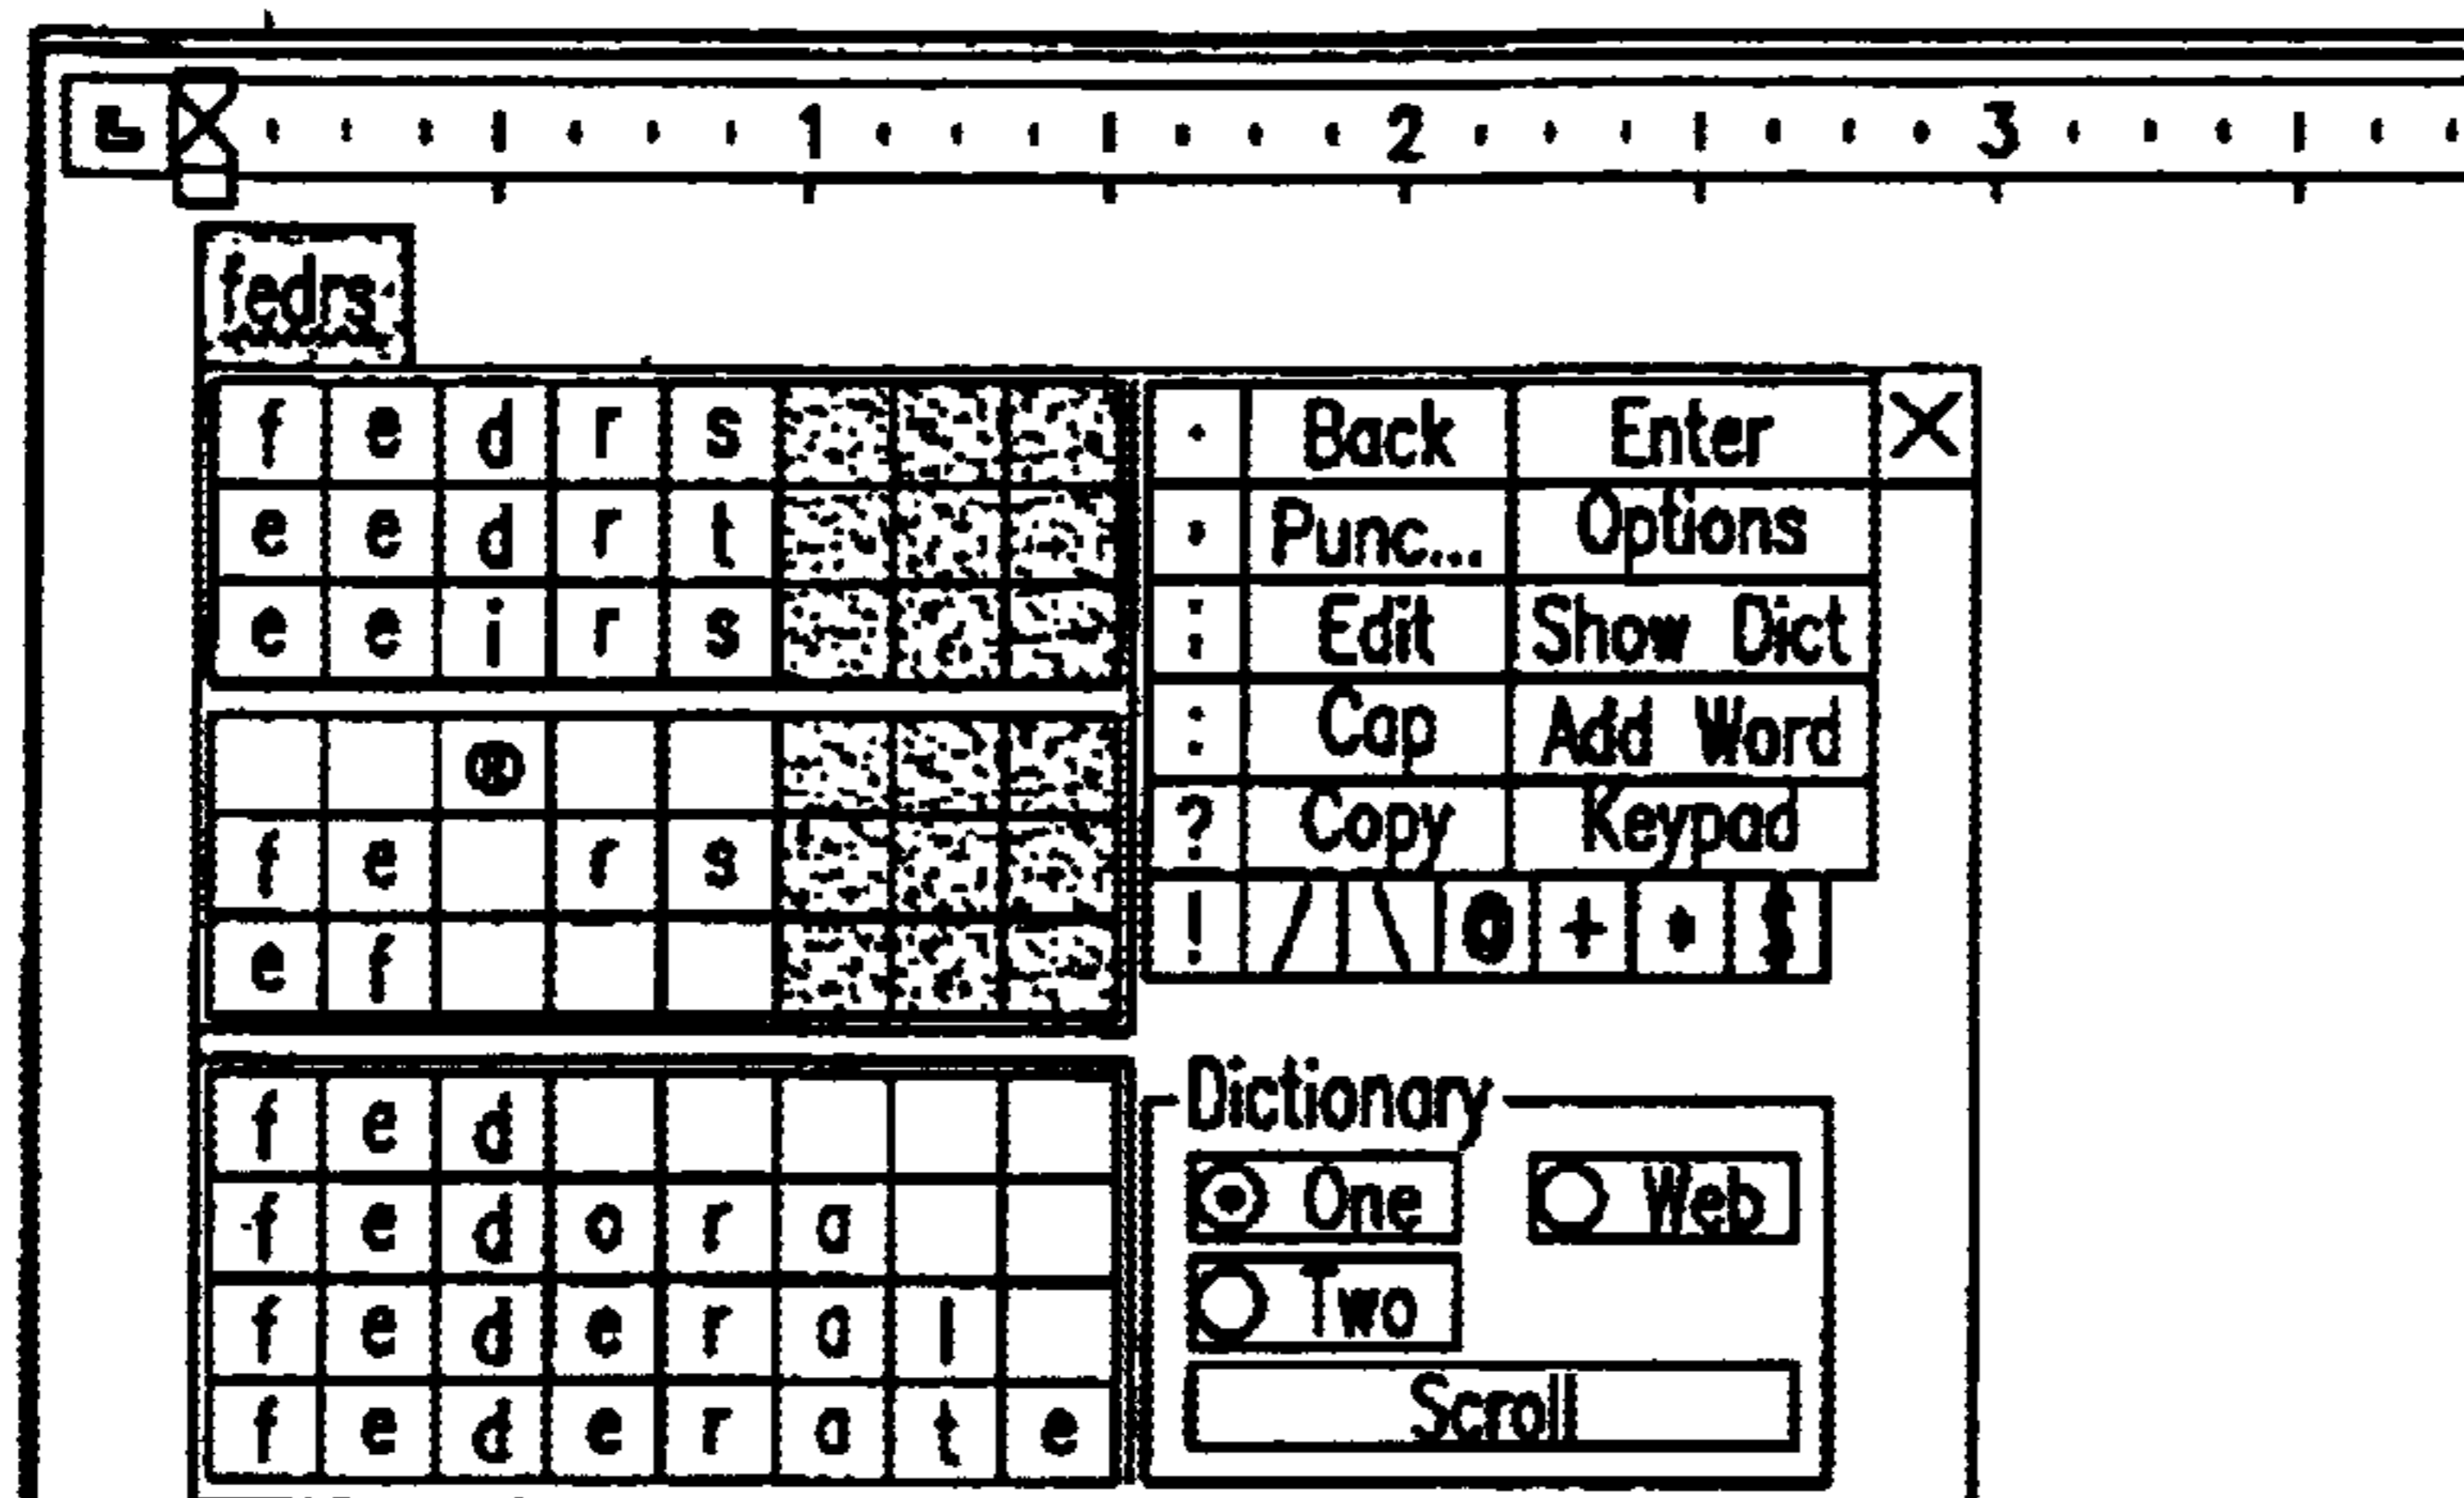 1 2 3
fedrs
f e d r s
e e d r t
e e i r s
f e r s
e f
f e d
f e d o r a
f e d e r a l
f e d e r a t e
Back Enter X
Punc... Options
; Edit Show Dict
: Cap Add Word
? Copy Keypad
! / \ @ +
Dictionary
One Web
Two
Scroll